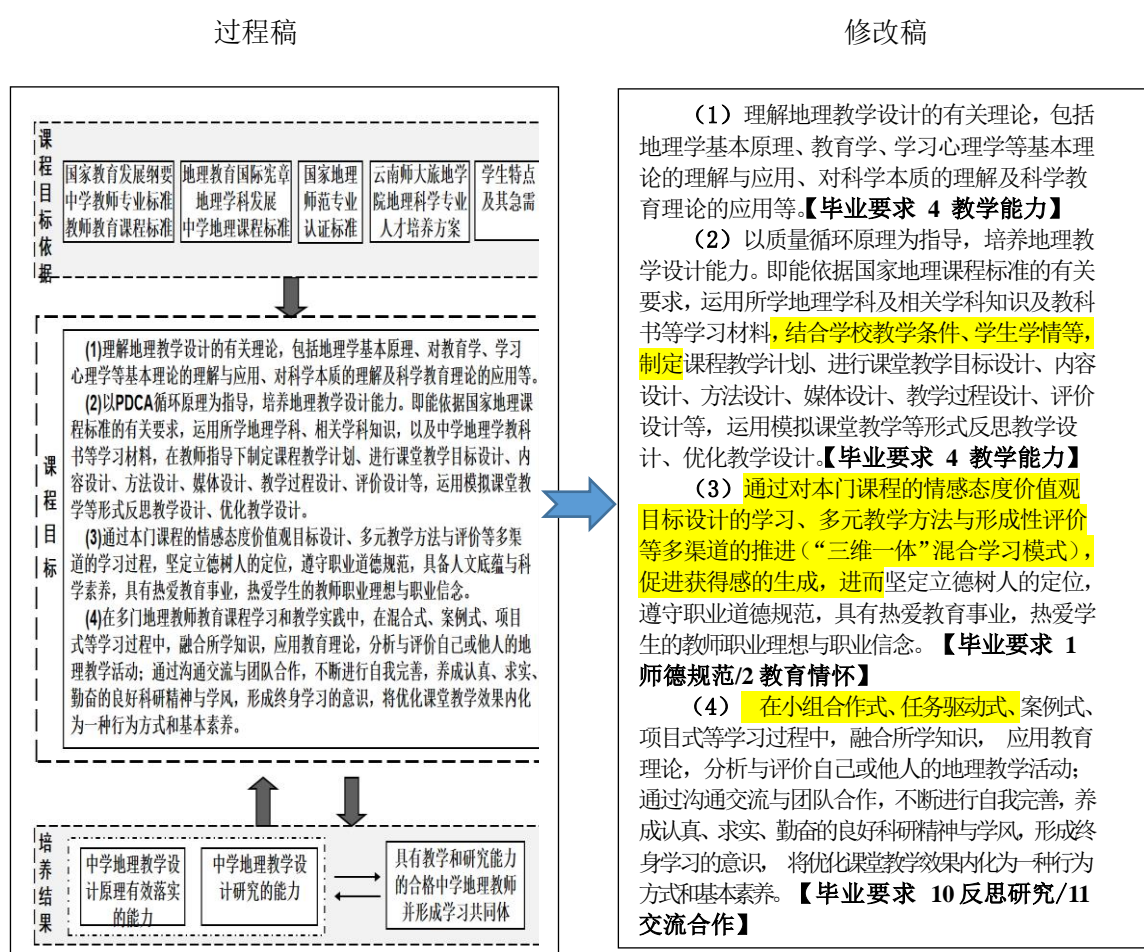 过程稿
修改稿
课程目标依据
国家教育发展纲要
中学教师专业标准
教师教育课程标准
地理教育国际宪章
地理学科发展
中学地理课程标准
国家地理
师范专业
认证标准
云南师大旅地学
院地理科学专业
人才培养方案
学生特点
及其急需
课程目标
(1)理解地理教学设计的有关理论，包括地理学基本原理、对教育学、学习
心理学等基本理论的理解与应用、对科学本质的理解及科学教育理论的应用等。
(2)以PDCA循环原理为指导，培养地理教学设计能力。即能依据国家地理课
程标准的有关要求，运用所学地理学科、相关学科知识，以及中学地理学教科
书等学习材料，在教师指导下制定课程教学计划、进行课堂教学目标设计、内
容设计、方法设计、媒体设计、教学过程设计、评价设计等，运用模拟课堂教
学等形式反思教学设计、优化教学设计。
(3)通过本门课程的情感态度价值观目标设计、多元教学方法与评价等多渠
道的学习过程，坚定立德树人的定位，遵守职业道德规范，具备人文底蕴与科
学素养，具有热爱教育事业，热爱学生的教师职业理想与职业信念。
(4)在多门地理教师教育课程学习和教学实践中，在混合式、案例式、项目
式等学习过程中，融合所学知识，应用教育理论，分析与评价自己或他人的地
理教学活动；通过沟通交流与团队合作，不断进行自我完善，养成认真、求实、
勤奋的良好科研精神与学风，形成终身学习的意识，将优化课堂教学效果内化
为一种行为方式和基本素养。
培养结果
中学地理教学设
计原理有效落实
的能力
中学地理教学设
计研究的能力
具有教学和研究能力
的合格中学地理教师
并形成学习共同体
（1）理解地理教学设计的有关理论，包括
地理学基本原理、教育学、学习心理学等基本理
论的理解与应用、对科学本质的理解及科学教
育理论的应用等。【毕业要求 4 教学能力】
（2）以质量循环原理为指导，培养地理教
学设计能力。即能依据国家地理课程标准的有关
要求，运用所学地理学科及相关学科知识及教科
书等学习材料，结合学校教学条件、学生学情等，
制定课程教学计划、进行课堂教学目标设计、内容
设计、方法设计、媒体设计、教学过程设计、评价
设计等，运用模拟课堂教学等形式反思教学设
计、优化教学设计。【毕业要求 4 教学能力】
（3）通过对本门课程的情感态度价值观
目标设计的学习、多元教学方法与形成性评价
等多渠道的推进（“三维一体”混合学习模式），
促进获得感的生成，进而坚定立德树人的定位，
遵守职业道德规范，具有热爱教育事业，热爱学
生的教师职业理想与职业信念。【毕业要求 1
师德规范/2 教育情怀】
（4） 在小组合作式、任务驱动式、案例式、
项目式等学习过程中，融合所学知识， 应用教育
理论，分析与评价自己或他人的地理教学活动；
通过沟通交流与团队合作，不断进行自我完善，养
成认真、求实、勤奋的良好科研精神与学风，形成终
身学习的意识， 将优化课堂教学效果内化为一种行为
方式和基本素养。【毕业要求 10 反思研究/11
交流合作】